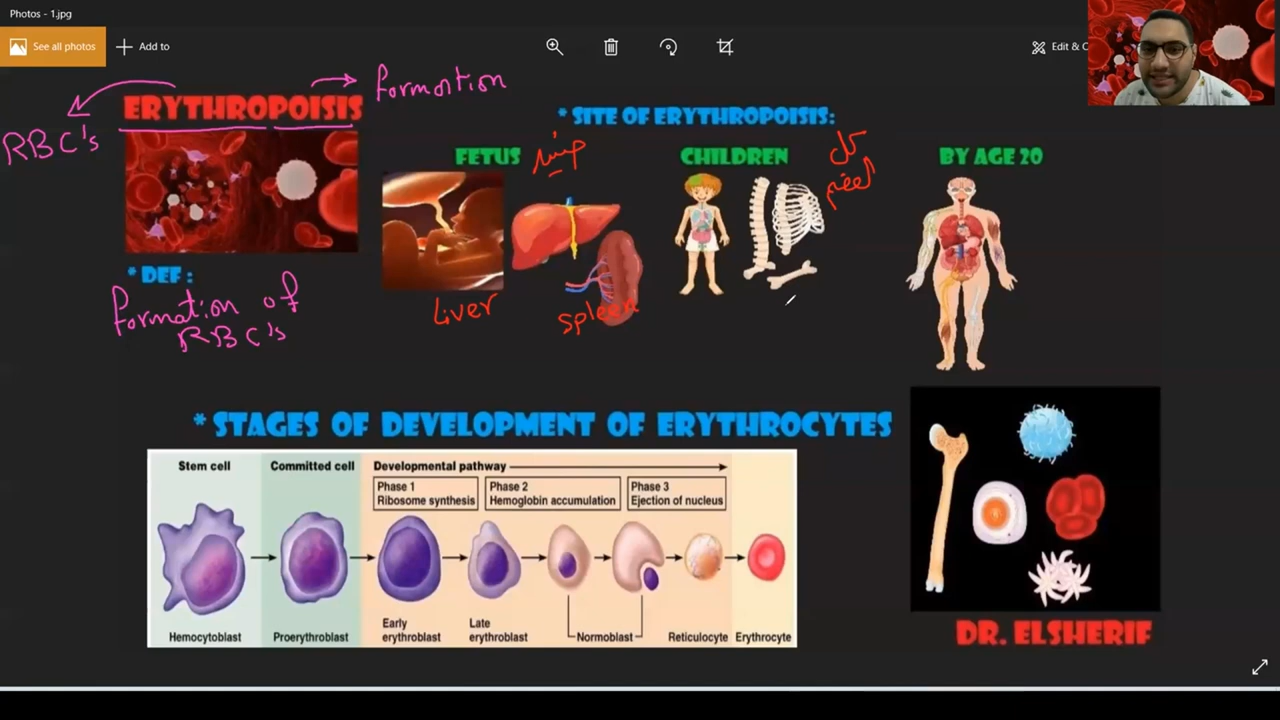 Photos - 1.jpg
See all photos
Add to
Edit & C
Formation
ERYTHROPOISIS
RBC's
* SITE OF ERYTHROPOISIS:
FETUS
CHILDREN
كل
العضم
BY AGE 20
* DEF :
Formation of
RBC's
Liver
Spleen
* STAGES OF DEVELOPMENT OF ERYTHROCYTES
Stem cell
Committed cell
Developmental pathway
Phase 1
Ribosome synthesis
Phase 2
Hemoglobin accumulation
Phase 3
Ejection of nucleus
Hemocytoblast
Proerythroblast
Early
erythroblast
Late
erythroblast
Normoblast
Reticulocyte
Erythrocyte
DR. ELSHERIF